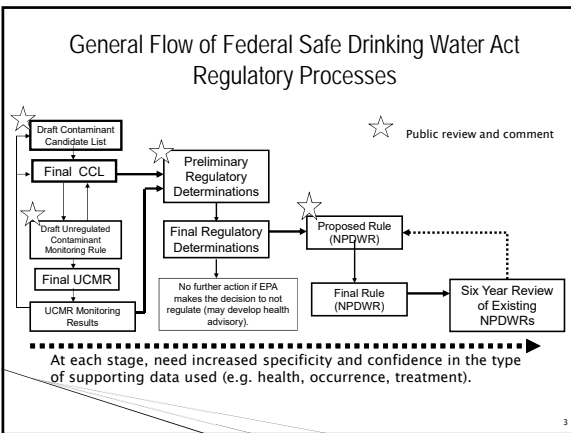 General Flow of Federal Safe Drinking Water Act
Regulatory Processes
Public review and comment
Draft Contaminant
Candidate List
Final CCL
Draft Unregulated
Contaminant
Monitoring Rule
Final UCMR
UCMR Monitoring
Results
Preliminary
Regulatory
Determinations
Final Regulatory
Determinations
No further action if EPA
makes the decision to not
regulate (may develop health
advisory).
Proposed Rule
(NPDWR)
Final Rule
(NPDWR)
Six Year Review
of Existing
NPDWRs
At each stage, need increased specificity and confidence in the type
of supporting data used (e.g. health, occurrence, treatment).
3